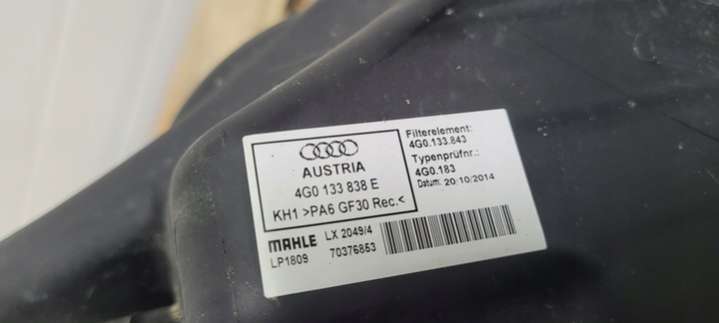 AUSTRIA
4G0 133 838 E
KH1 >PA6 GF30 Rec.<
Filterelement:
4G0.133.843
Typenprüfnr.:
4G0.183
Datum: 20/10/2014
MAHLE LX 2049/4
LP1809 70376853